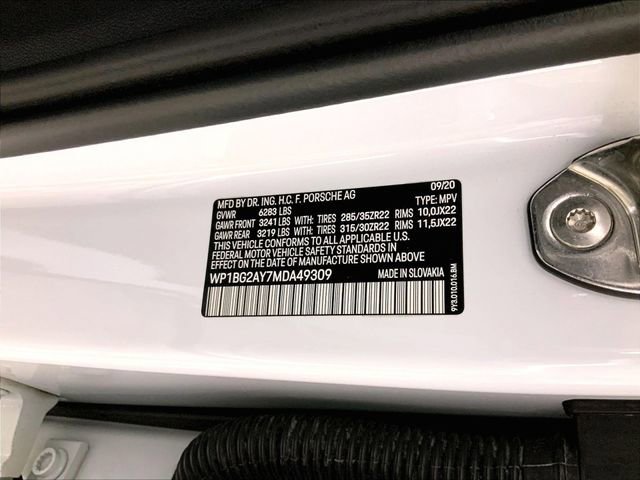 MFD BY DR. ING. H.C. F. PORSCHE AG 09/20
GVWR 6283 LBS TYPE: MPV
GAWR FRONT 3241 LBS WITH: TIRES 285/35ZR22 RIMS 10,0JX22
GAWR REAR 3219 LBS WITH: TIRES 315/30ZR22 RIMS 11,5JX22
THIS VEHICLE CONFORMS TO ALL APPLICABLE U.S.
FEDERAL MOTOR VEHICLE SAFETY STANDARDS IN
EFFECT ON THE DATE OF MANUFACTURE SHOWN ABOVE.
WP1BG2AY7MDA49309 MADE IN SLOVAKIA
9Y3.010.016.BM